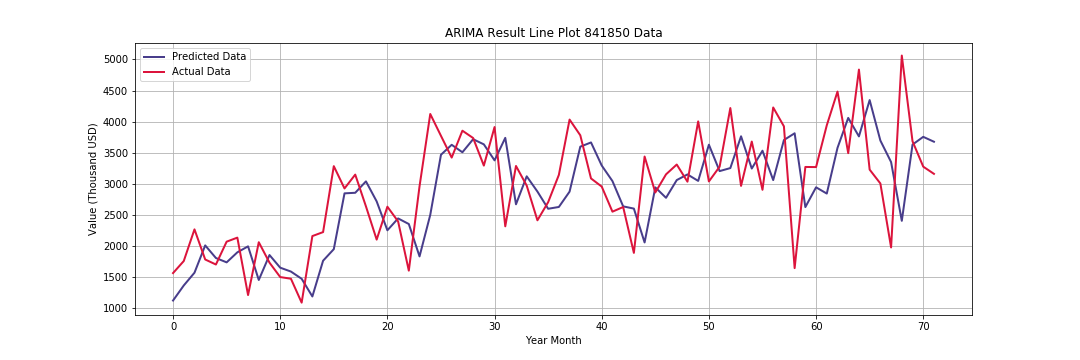 ARIMA Result Line Plot 841850 Data
Predicted Data
Actual Data
Value (Thousand USD)
5000
4500
4000
3500
3000
2500
2000
1500
1000
0 10 20 30 40 50 60 70
Year Month